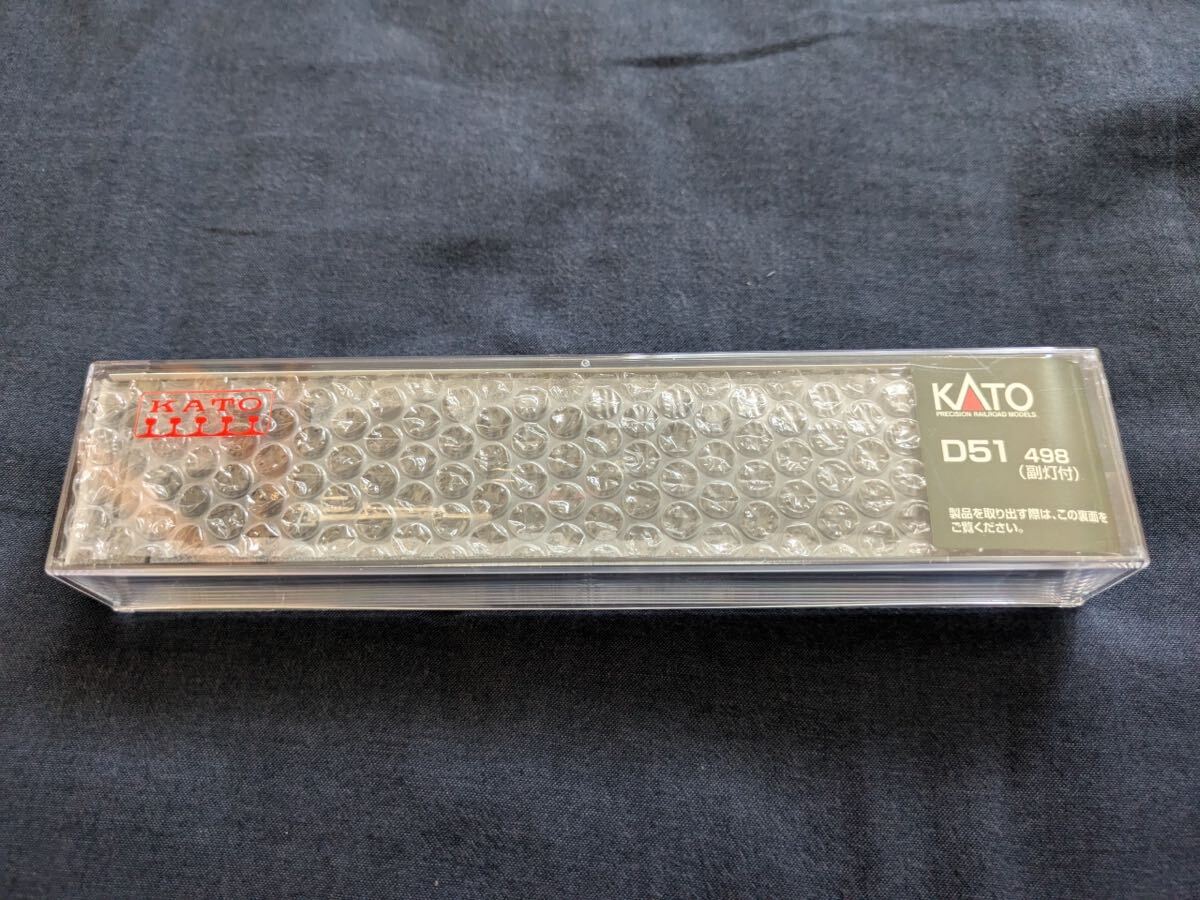 KATO
KATO
PRECISION RAILROAD MODELS
D51 498
(副灯付)
製品を取り出す際は、この裏面を
ご覧ください。